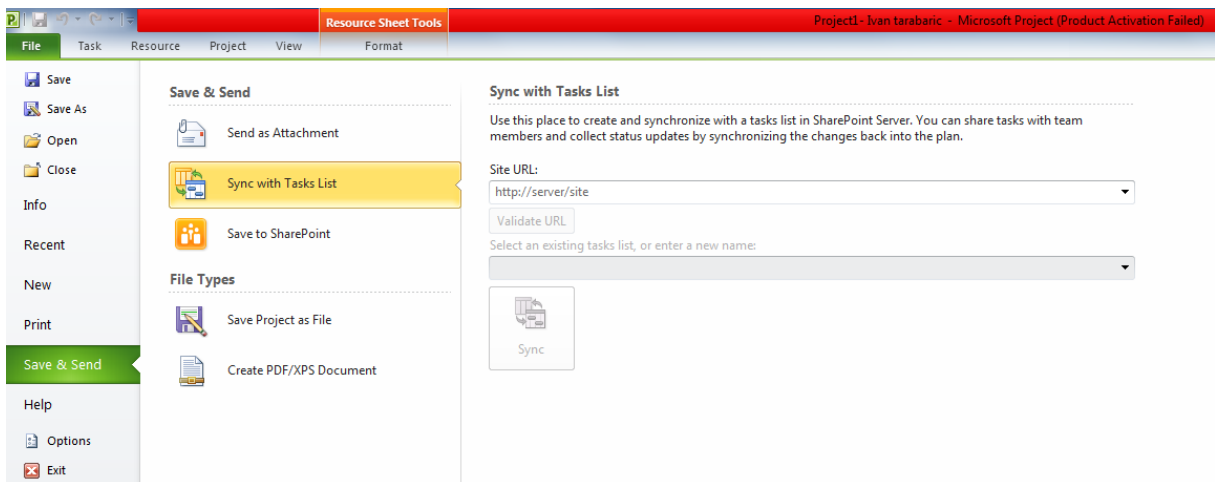 Resource Sheet Tools
Project1- Ivan tarabaric - Microsoft Project (Product Activation Failed)
File Task Resource Project View Format
Save
Save As
Open
Close
Info
Recent
New
Print
Save & Send
Help
Options
Exit
Save & Send
Send as Attachment
Sync with Tasks List
Save to SharePoint
File Types
Save Project as File
Create PDF/XPS Document
Sync with Tasks List
Use this place to create and synchronize with a tasks list in SharePoint Server. You can share tasks with team
members and collect status updates by synchronizing the changes back into the plan.
Site URL:
http://server/site
Validate URL
Select an existing tasks list, or enter a new name:
Sync